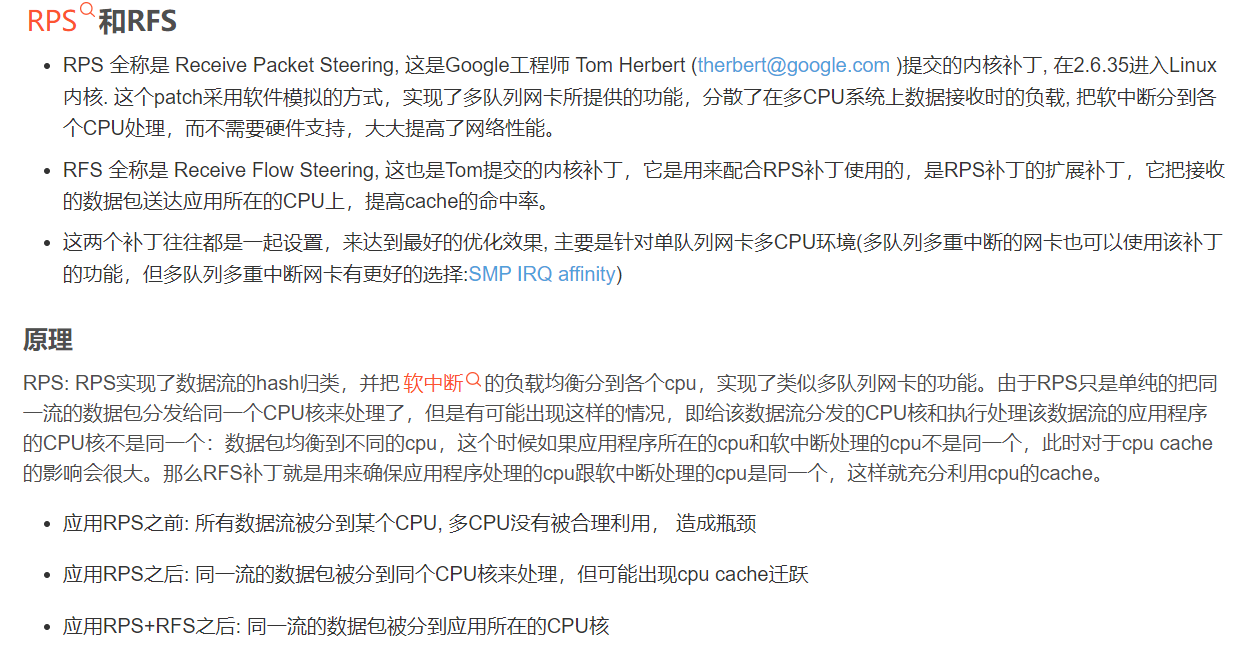 RPS和RFS
• RPS 全称是 Receive Packet Steering, 这是Google工程师 Tom Herbert (therbert@google.com )提交的内核补丁, 在2.6.35进入Linux
内核. 这个patch采用软件模拟的方式，实现了多队列网卡所提供的功能，分散了在多CPU系统上数据接收时的负载, 把软中断分到各
个CPU处理，而不需要硬件支持，大大提高了网络性能。
• RFS 全称是 Receive Flow Steering, 这也是Tom提交的内核补丁，它是用来配合RPS补丁使用的，是RPS补丁的扩展补丁，它把接收
的数据包送达应用所在的CPU上，提高cache的命中率。
• 这两个补丁往往都是一起设置，来达到最好的优化效果, 主要是针对单队列网卡多CPU环境(多队列多重中断的网卡也可以使用该补丁
的功能，但多队列多重中断网卡有更好的选择:SMP IRQ affinity)
原理
RPS: RPS实现了数据流的hash归类，并把 软中断 的负载均衡分到各个cpu，实现了类似多队列网卡的功能。由于RPS只是单纯的把同
一流的数据包分发给同一个CPU核来处理了，但是有可能出现这样的情况，即给该数据流分发的CPU核和执行处理该数据流的应用程序
的CPU核不是同一个：数据包均衡到不同的cpu，这个时候如果应用程序所在的cpu和软中断处理的cpu不是同一个，此时对于cpu cache
的影响会很大。那么RFS补丁就是用来确保应用程序处理的cpu跟软中断处理的cpu是同一个，这样就充分利用cpu的cache。
• 应用RPS之前: 所有数据流被分到某个CPU, 多CPU没有被合理利用， 造成瓶颈
• 应用RPS之后: 同一流的数据包被分到同个CPU核来处理，但可能出现cpu cache迁跃
• 应用RPS+RFS之后: 同一流的数据包被分到应用所在的CPU核